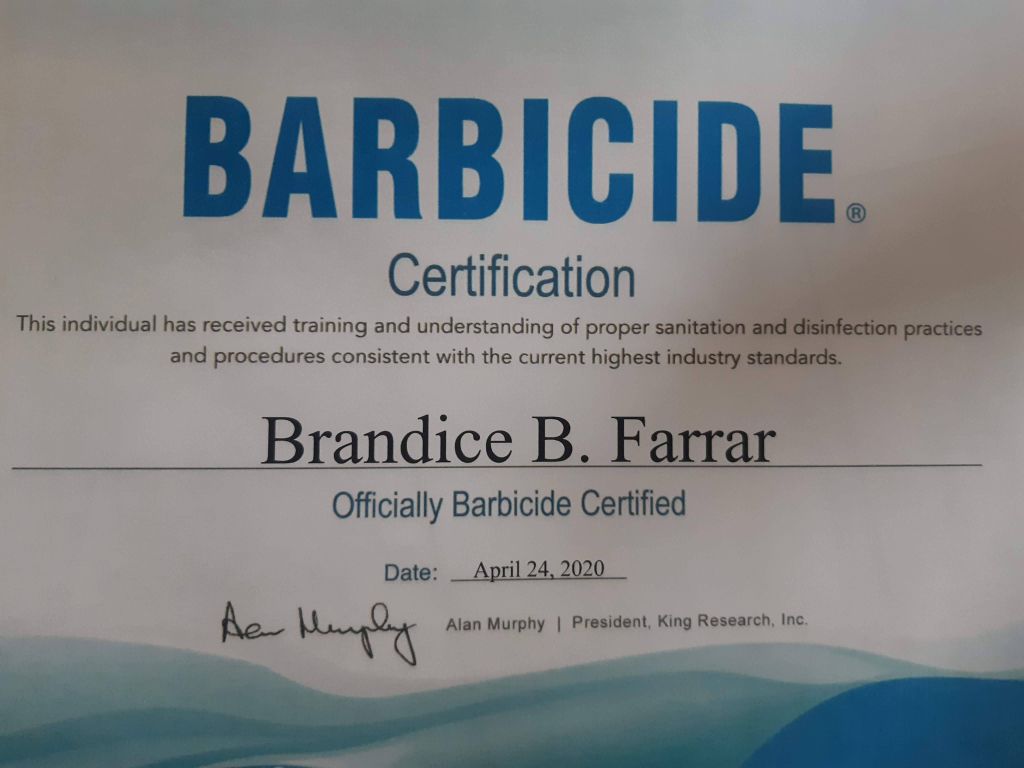 BARBICIDE®
Certification
This individual has received training and understanding of proper sanitation and disinfection practices
and procedures consistent with the current highest industry standards.
Brandice B. Farrar
Officially Barbicide Certified
Date: April 24, 2020
Alan Murphy Alan Murphy | President, King Research, Inc.